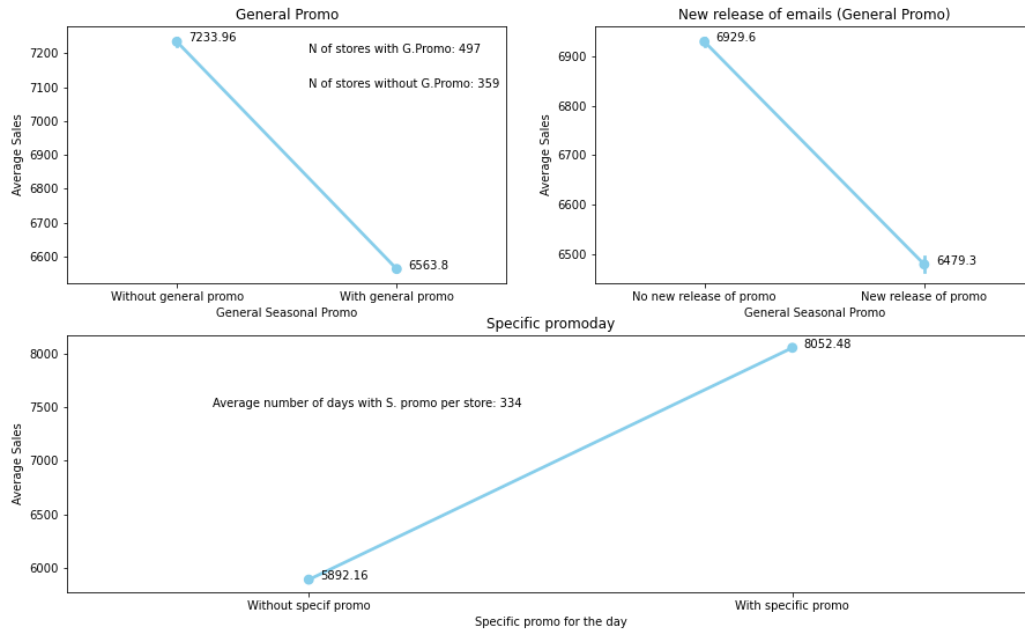 General Promo
7233.96
N of stores with G.Promo: 497
N of stores without G.Promo: 359
7200
7100
7000
6900
6800
6700
6600
Average Sales
6563.8
Without general promo
With general promo
General Seasonal Promo
New release of emails (General Promo)
6929.6
6900
6800
6700
6600
6500
Average Sales
6479.3
No new release of promo
New release of promo
General Seasonal Promo
Specific promoday
8052.48
8000
7500
7000
6500
6000
Average Sales
Average number of days with S. promo per store: 334
5892.16
Without specif promo
With specific promo
Specific promo for the day